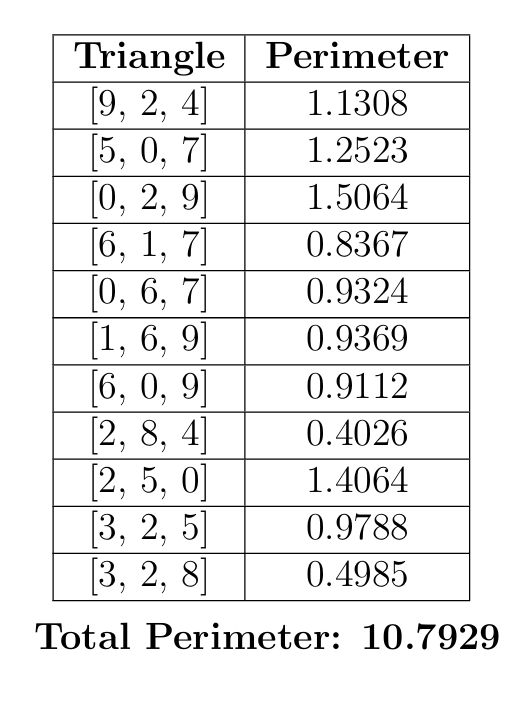 Triangle Perimeter
[9, 2, 4] 1.1308
[5, 0, 7] 1.2523
[0, 2, 9] 1.5064
[6, 1, 7] 0.8367
[0, 6, 7] 0.9324
[1, 6, 9] 0.9369
[6, 0, 9] 0.9112
[2, 8, 4] 0.4026
[2, 5, 0] 1.4064
[3, 2, 5] 0.9788
[3, 2, 8] 0.4985
Total Perimeter: 10.7929